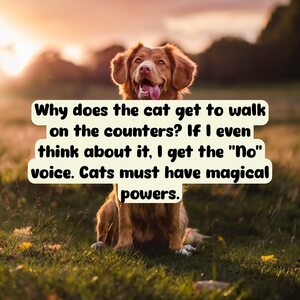 Why does the cat get to walk
on the counters? If I even
think about it, I get the "No"
voice. Cats must have magical
powers.